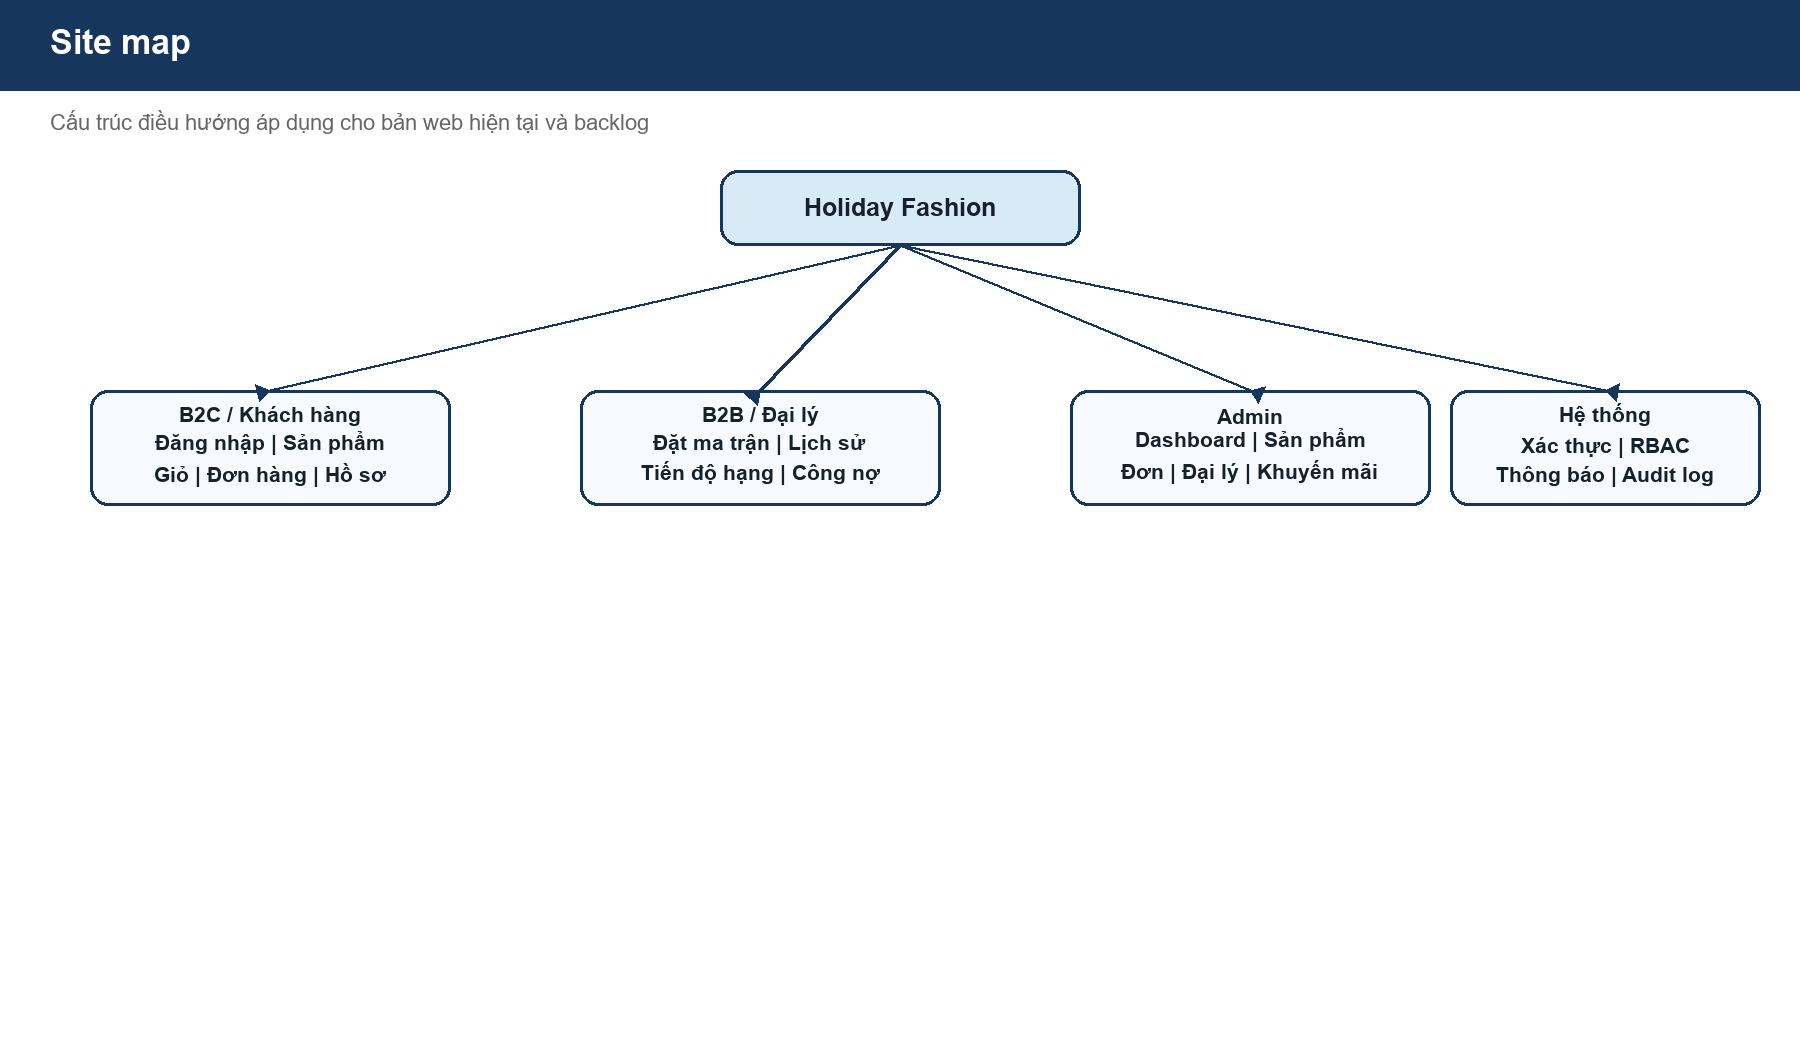 Site map
Cấu trúc điều hướng áp dụng cho bản web hiện tại và backlog
Holiday Fashion
B2C / Khách hàng
Đăng nhập | Sản phẩm
Giỏ | Đơn hàng | Hồ sơ
B2B / Đại lý
Đặt ma trận | Lịch sử
Tiến độ hạng | Công nợ
Admin
Dashboard | Sản phẩm
Đơn | Đại lý | Khuyến mãi
Hệ thống
Xác thực | RBAC
Thông báo | Audit log